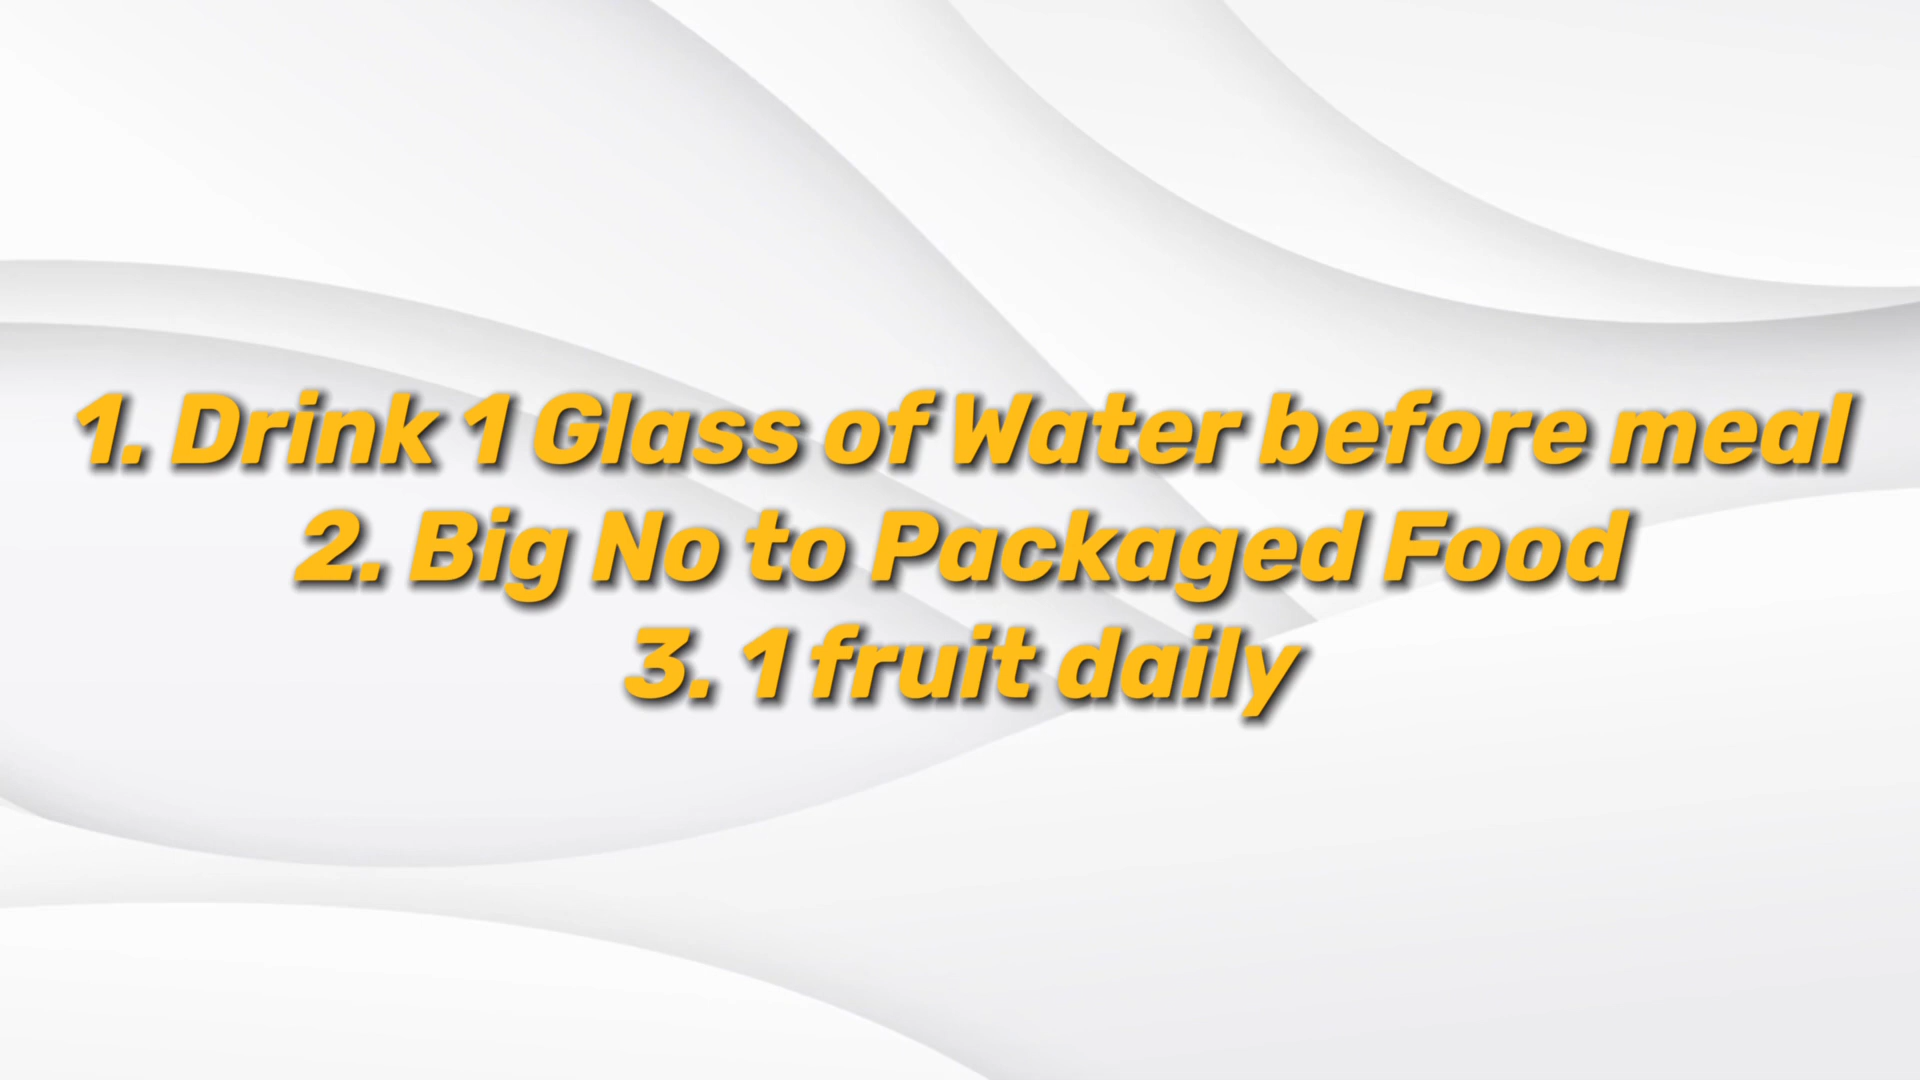 1. Drink 1 Glass of Water before meal
2. Big No to Packaged Food
3. 1 fruit daily